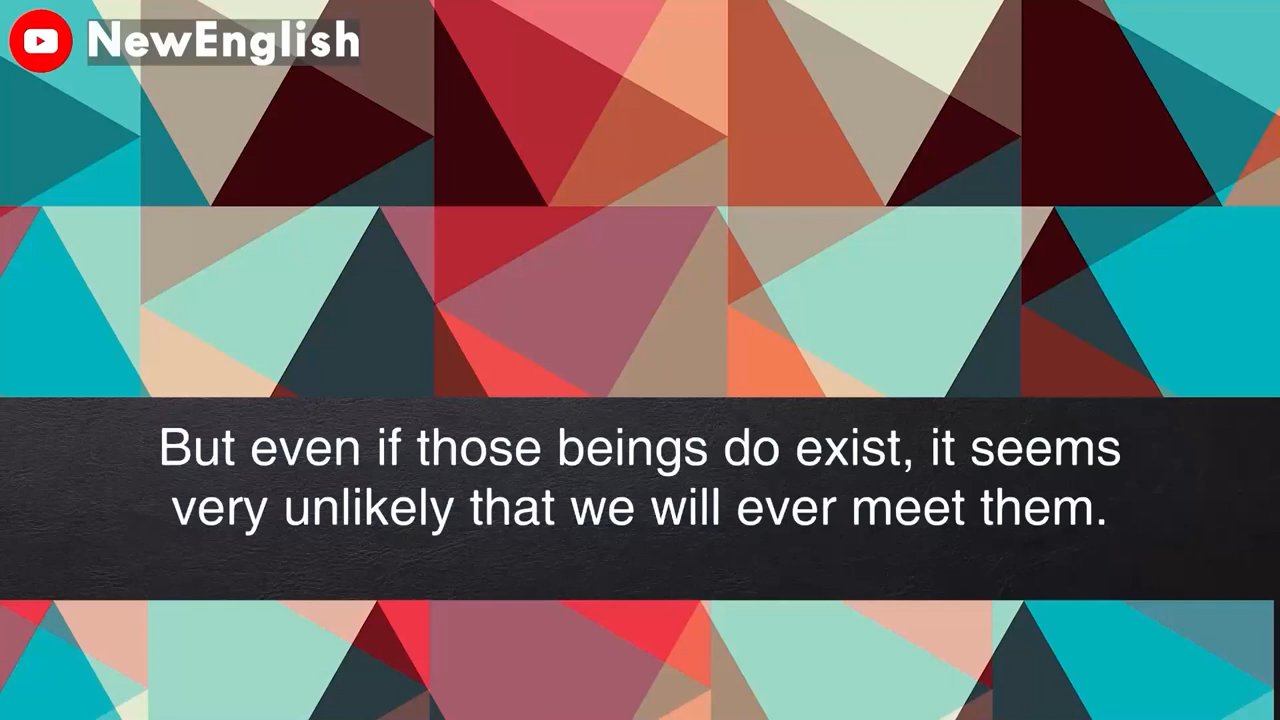 NewEnglish
But even if those beings do exist, it seems
very unlikely that we will ever meet them.